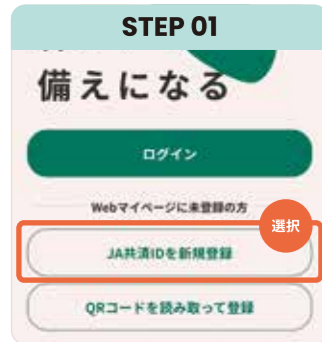 STEP 01
備えになる
ログイン
Webマイページに未登録の方
選択
JA共済IDを新規登録
QRコードを読み取って登録